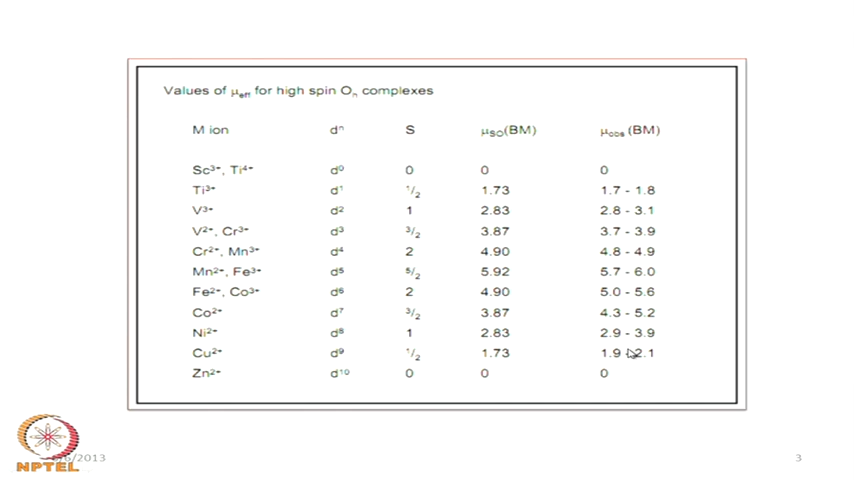 Values of μeff for high spin Oh complexes
M ion dⁿ S μSO(BM) μobs (BM)
Sc³⁺, Ti⁴⁺ d⁰ 0 0 0
Ti³⁺ d¹ ¹/₂ 1.73 1.7 - 1.8
V³⁺ d² 1 2.83 2.8 - 3.1
V²⁺, Cr³⁺ d³ ³/₂ 3.87 3.7 - 3.9
Cr²⁺, Mn³⁺ d⁴ 2 4.90 4.8 - 4.9
Mn²⁺, Fe³⁺ d⁵ ⁵/₂ 5.92 5.7 - 6.0
Fe²⁺, Co³⁺ d⁶ 2 4.90 5.0 - 5.6
Co²⁺ d⁷ ³/₂ 3.87 4.3 - 5.2
Ni²⁺ d⁸ 1 2.83 2.9 - 3.9
Cu²⁺ d⁹ ¹/₂ 1.73 1.9 - 2.1
Zn²⁺ d¹⁰ 0 0 0
/6/2013 3
NPTEL